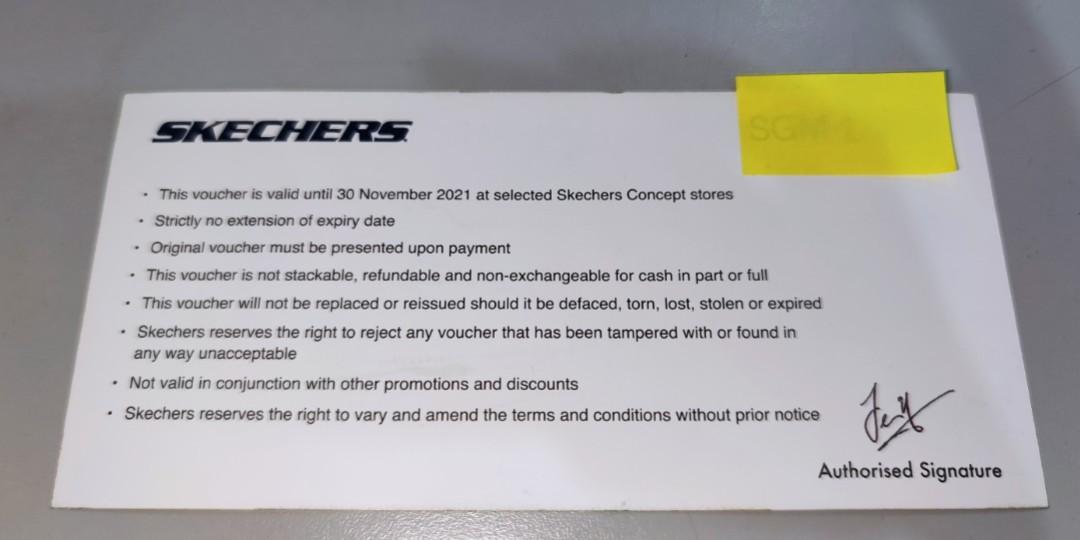 SKECHERS
SGM
• This voucher is valid until 30 November 2021 at selected Skechers Concept stores
• Strictly no extension of expiry date
• Original voucher must be presented upon payment
• This voucher is not stackable, refundable and non-exchangeable for cash in part or full
• This voucher will not be replaced or reissued should it be defaced, torn, lost, stolen or expired
• Skechers reserves the right to reject any voucher that has been tampered with or found in
any way unacceptable
• Not valid in conjunction with other promotions and discounts
• Skechers reserves the right to vary and amend the terms and conditions without prior notice
Authorised Signature